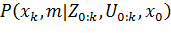 P(x_k, m|Z_{0:k}, U_{0:k}, x_0)